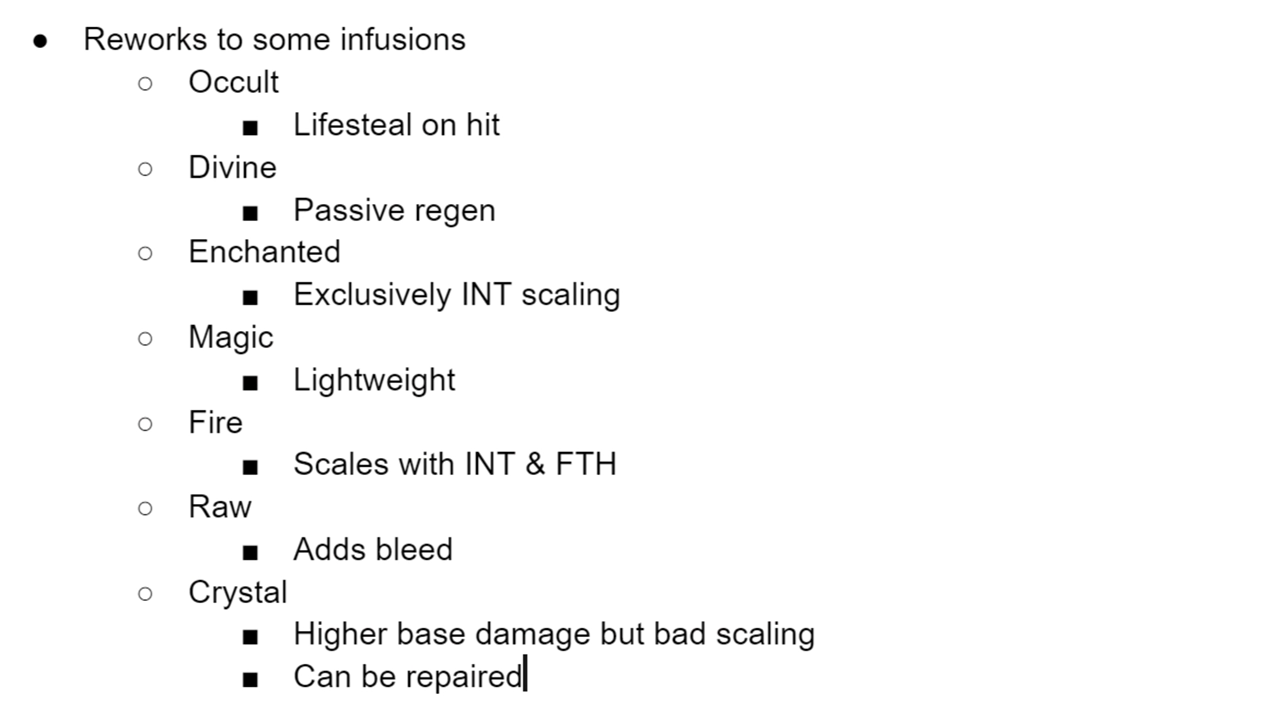 Reworks to some infusions
Occult
Lifesteal on hit
Divine
Passive regen
Enchanted
Exclusively INT scaling
Magic
Lightweight
Fire
Scales with INT & FTH
Raw
Adds bleed
Crystal
Higher base damage but bad scaling
Can be repaired